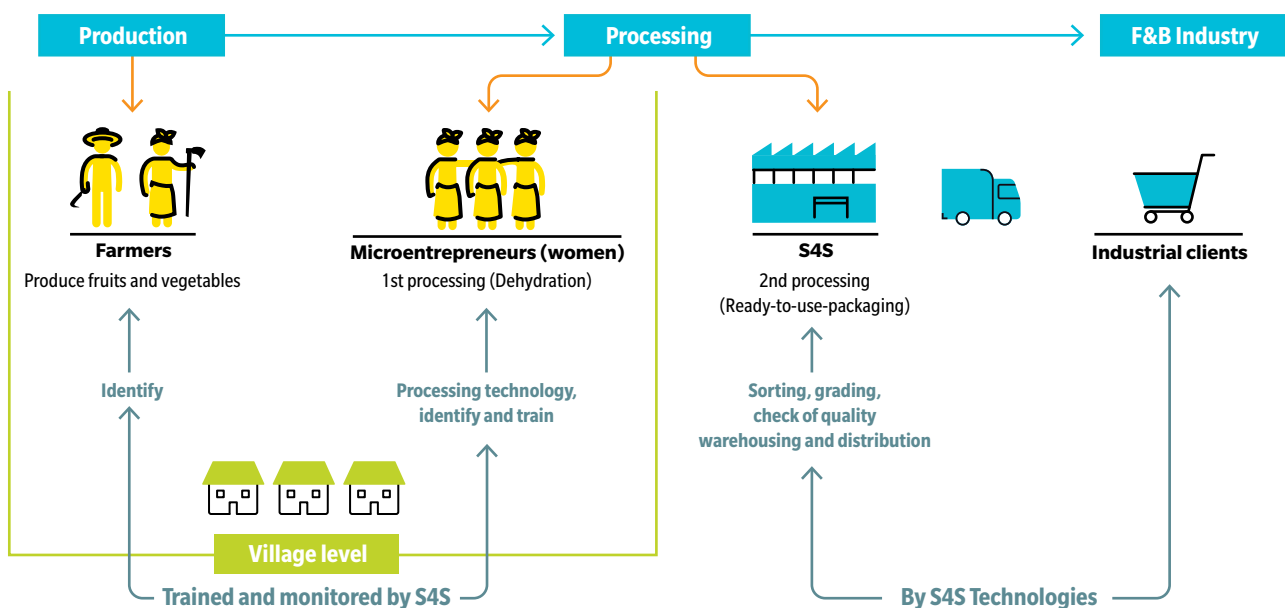 Production
Processing
F&B Industry
Farmers
Produce fruits and vegetables
Microentrepreneurs (women)
1st processing (Dehydration)
S4S
2nd processing
(Ready-to-use-packaging)
Industrial clients
Identify
Processing technology,
identify and train
Sorting, grading,
check of quality
warehousing and distribution
Village level
Trained and monitored by S4S
By S4S Technologies